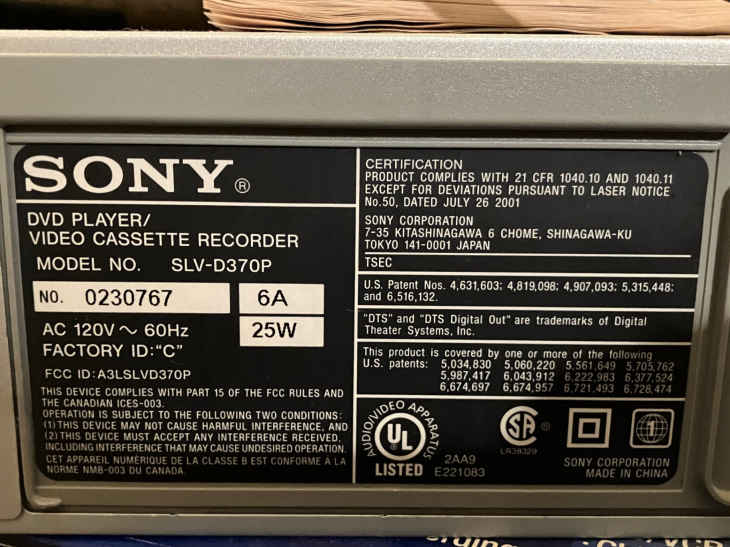 SONY®
DVD PLAYER/
VIDEO CASSETTE RECORDER
MODEL NO. SLV-D370P
NO. 0230767
6A
AC 120V ~ 60Hz
25W
FACTORY ID:"C"
FCC ID:A3LSLVD370P
THIS DEVICE COMPLIES WITH PART 15 OF THE FCC RULES AND
THE CANADIAN ICES-003.
OPERATION IS SUBJECT TO THE FOLLOWING TWO CONDITIONS:
(1)THIS DEVICE MAY NOT CAUSE HARMFUL INTERFERENCE, AND
(2)THIS DEVICE MUST ACCEPT ANY INTERFERENCE RECEIVED,
INCLUDING INTERFERENCE THAT MAY CAUSE UNDESIRED OPERATION.
CET APPAREIL NUMÉRIQUE DE LA CLASSE B EST CONFORME A LA
NORME NMB-003 DU CANADA.
CERTIFICATION
PRODUCT COMPLIES WITH 21 CFR 1040.10 AND 1040.11
EXCEPT FOR DEVIATIONS PURSUANT TO LASER NOTICE
No.50, DATED JULY 26 2001
SONY CORPORATION
7-35 KITASHINAGAWA 6 CHOME, SHINAGAWA-KU
TOKYO 141-0001 JAPAN
TSEC
U.S. Patent Nos. 4,631,603; 4,819,098; 4,907,093; 5,315,448;
and 6,516,132.
"DTS" and "DTS Digital Out" are trademarks of Digital
Theater Systems, Inc.
This product is covered by one or more of the following
U.S. patents: 5,034,830 5,060,220 5,561,649 5,705,762
5,987,417 6,043,912 6,222,983 6,377,524
6,674,697 6,674,957 6,721,493 6,728,474
AUDIO/VIDEO APPARATUS
UL
LISTED
2AA9
E221083
SA®
LR39329
SONY CORPORATION
MADE IN CHINA